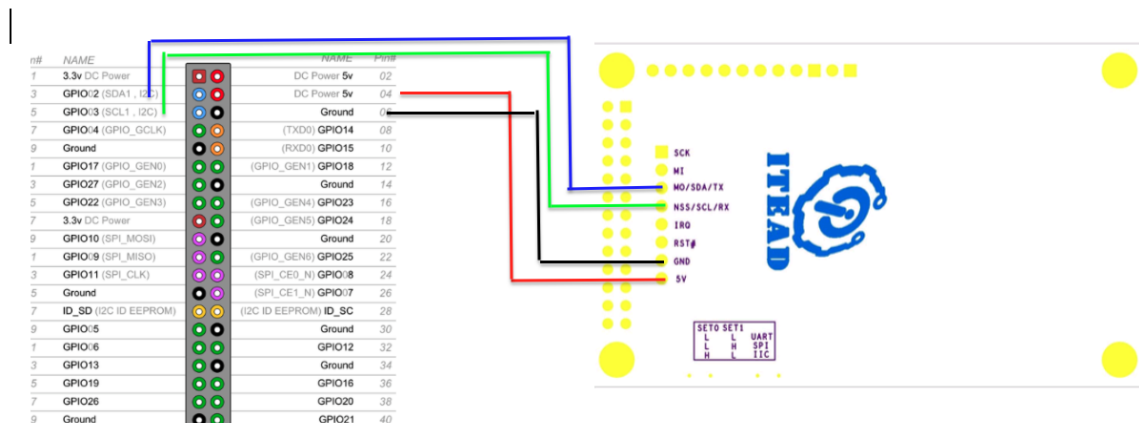 n# NAME NAME Pin#
1 3.3v DC Power DC Power 5v 02
3 GPIO02 (SDA1 , I2C) DC Power 5v 04
5 GPIO03 (SCL1 , I2C) Ground 06
7 GPIO04 (GPIO_GCLK) (TXD0) GPIO14 08
9 Ground (RXD0) GPIO15 10
1 GPIO17 (GPIO_GEN0) (GPIO_GEN1) GPIO18 12
3 GPIO27 (GPIO_GEN2) Ground 14
5 GPIO22 (GPIO_GEN3) (GPIO_GEN4) GPIO23 16
7 3.3v DC Power (GPIO_GEN5) GPIO24 18
9 GPIO10 (SPI_MOSI) Ground 20
1 GPIO09 (SPI_MISO) (GPIO_GEN6) GPIO25 22
3 GPIO11 (SPI_CLK) (SPI_CE0_N) GPIO08 24
5 Ground (SPI_CE1_N) GPIO07 26
7 ID_SD (I2C ID EEPROM) (I2C ID EEPROM) ID_SC 28
9 GPIO05 Ground 30
1 GPIO06 GPIO12 32
3 GPIO13 Ground 34
5 GPIO19 GPIO16 36
7 GPIO26 GPIO20 38
9 Ground GPIO21 40
SCK
MI
MO/SDA/TX
NSS/SCL/RX
IRQ
RST#
GND
5V
ITEAD
SET0 SET1
L L UART
L H SPI
H L IIC